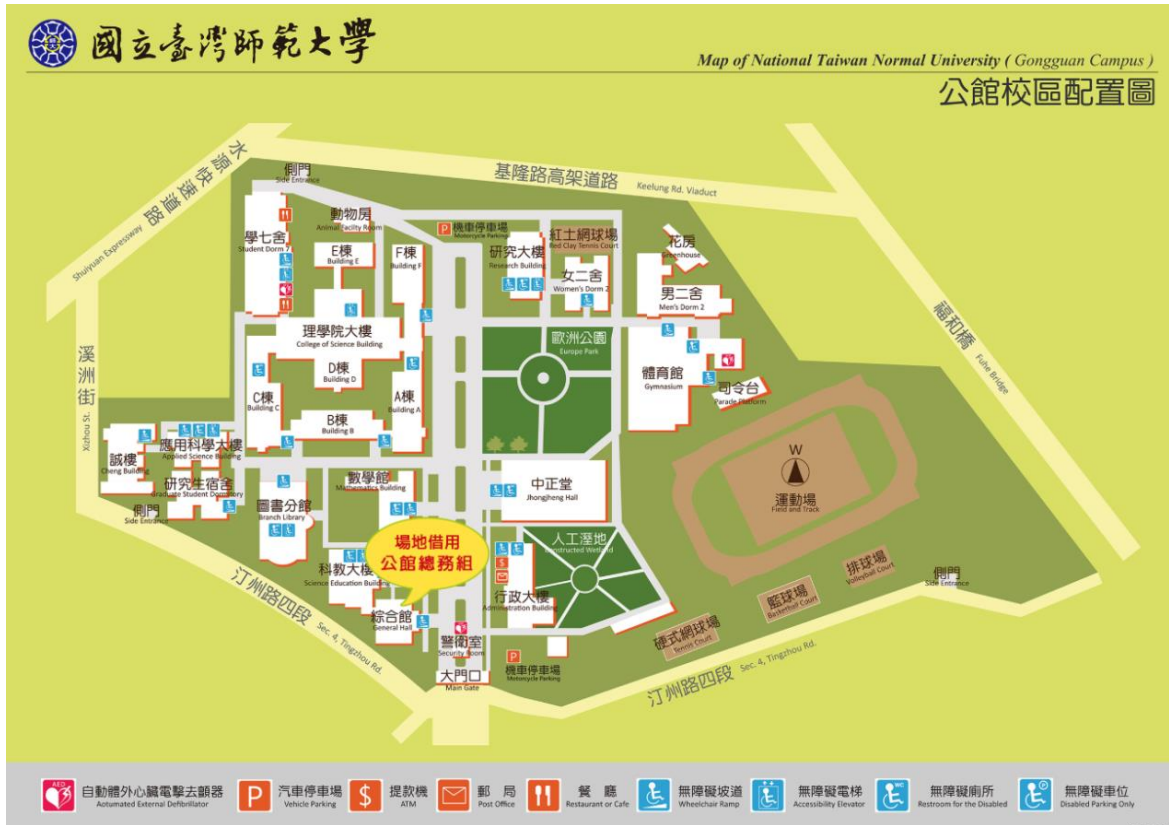 國立臺灣師範大學
Map of National Taiwan Normal University ( Gongguan Campus )
公館校區配置圖
水源快速道路
Shuiyuan Expressway
側門
Side Entrance
基隆路高架道路
Keelung Rd. Viaduct
學七舍
Student Dorm 7
動物房
Animal Facility Room
E棟
Building E
F棟
Building F
P
機車停車場
Motorcycle Parking
研究大樓
Research Building
紅土網球場
Red Clay Tennis Court
女二舍
Women's Dorm 2
花房
Greenhouse
男二舍
Men's Dorm 2
福和橋
Fuhe Bridge
理學院大樓
College of Science Building
歐洲公園
Europe Park
溪洲街
Xizhou St.
D棟
Building D
體育館
Gymnasium
司令台
Parade Platform
C棟
Building C
A棟
Building A
B棟
Building B
應用科學大樓
Applied Science Building
誠樓
Cheng Building
研究生宿舍
Graduate Student Dormitory
側門
Side Entrance
圖書分館
Branch Library
數學館
Mathematics Building
中正堂
Jhongjheng Hall
W
運動場
Field and Track
場地借用
公館總務組
人工溼地
Constructed Wetland
科教大樓
Science Education Building
綜合館
General Hall
行政大樓
Administration Building
排球場
Volleyball Court
籃球場
Basketball Court
側門
Side Entrance
硬式網球場
Tennis Court
汀州路四段
Sec. 4, Tingzhou Rd.
警衛室
Security Room
大門口
Main Gate
P
機車停車場
Motorcycle Parking
汀州路四段
Sec. 4, Tingzhou Rd.
AED
自動體外心臟電擊去顫器
Aotumated External Defibrillator
P
汽車停車場
Vehicle Parking
$
提款機
ATM
郵局
Post Office
餐廳
Restaurant or Cafe
無障礙坡道
Wheelchair Ramp
無障礙電梯
Accessibility Elevator
WC
無障礙廁所
Restroom for the Disabled
P
無障礙車位
Disabled Parking Only